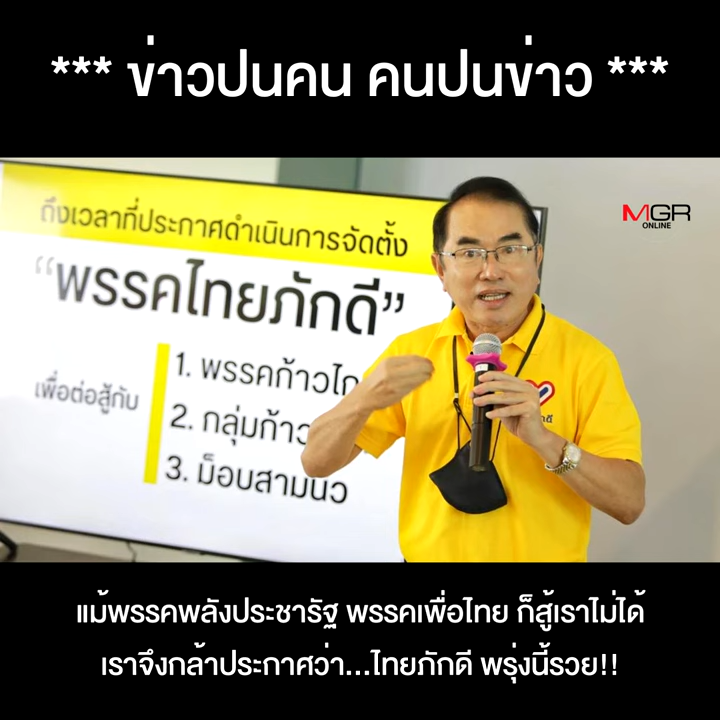 *** ข่าวปนคน คนปนข่าว ***
MGR
ONLINE
ถึงเวลาที่ประกาศดำเนินการจัดตั้ง
“พรรคไทยภักดี”
เพื่อต่อสู้กับ
1. พรรคก้าวไก
2. กลุ่มก้าว
3. ม็อบสามนิ้ว
แม้พรรคพลังประชารัฐ พรรคเพื่อไทย ก็สู้เราไม่ได้
เราจึงกล้าประกาศว่า...ไทยภักดี พรุ่งนี้รวย!!